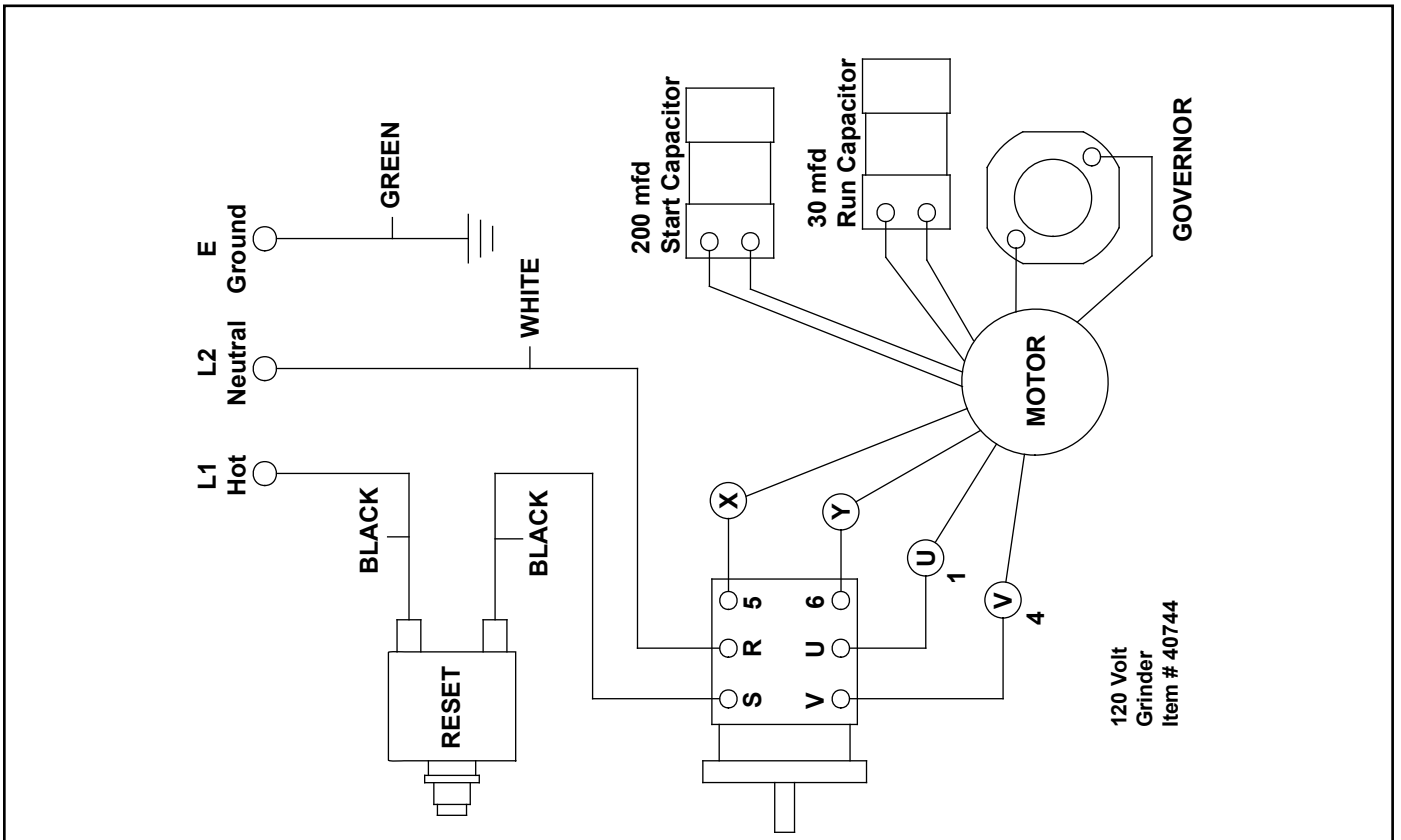 L1
Hot
L2
Neutral
E
Ground
BLACK
BLACK
WHITE
GREEN
RESET
200 mfd
Start Capacitor
30 mfd
Run Capacitor
GOVERNOR
MOTOR
X
Y
U
1
V
4
S
R
5
V
U
6
120 Volt
Grinder
Item # 40744